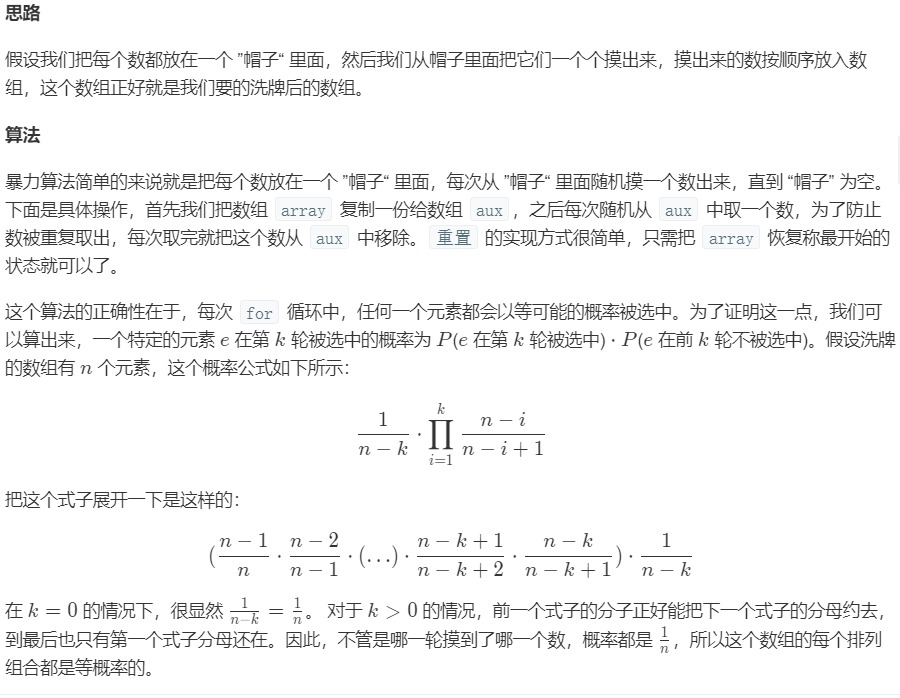 思路
假设我们把每个数都放在一个 ”帽子“ 里面，然后我们从帽子里面把它们一个个摸出来，摸出来的数按顺序放入数
组，这个数组正好就是我们要的洗牌后的数组。
算法
暴力算法简单的来说就是把每个数放在一个 ”帽子“ 里面，每次从 ”帽子“ 里面随机摸一个数出来，直到 “帽子” 为空。
下面是具体操作，首先我们把数组 array 复制一份给数组 aux ，之后每次随机从 aux 中取一个数，为了防止
数被重复取出，每次取完就把这个数从 aux 中移除。 重置 的实现方式很简单，只需把 array 恢复称最开始的
状态就可以了。
这个算法的正确性在于，每次 for 循环中，任何一个元素都会以等可能的概率被选中。为了证明这一点，我们可
以算出来，一个特定的元素 e 在第 k 轮被选中的概率为 P(e 在第 k 轮被选中) · P(e 在前 k 轮不被选中)。假设洗牌
的数组有 n 个元素，这个概率公式如下所示：
\frac{1}{n-k} \cdot \prod_{i=1}^{k} \frac{n-i}{n-i+1}
把这个式子展开一下是这样的：
(\frac{n-1}{n} \cdot \frac{n-2}{n-1} \cdot (\ldots) \cdot \frac{n-k+1}{n-k+2} \cdot \frac{n-k}{n-k+1}) \cdot \frac{1}{n-k}
在 k = 0 的情况下，很显然 \frac{1}{n-k} = \frac{1}{n}。 对于 k > 0 的情况，前一个式子的分子正好能把下一个式子的分母约去，
到最后也只有第一个式子分母还在。因此，不管是哪一轮摸到了哪一个数，概率都是 \frac{1}{n}，所以这个数组的每个排列
组合都是等概率的。